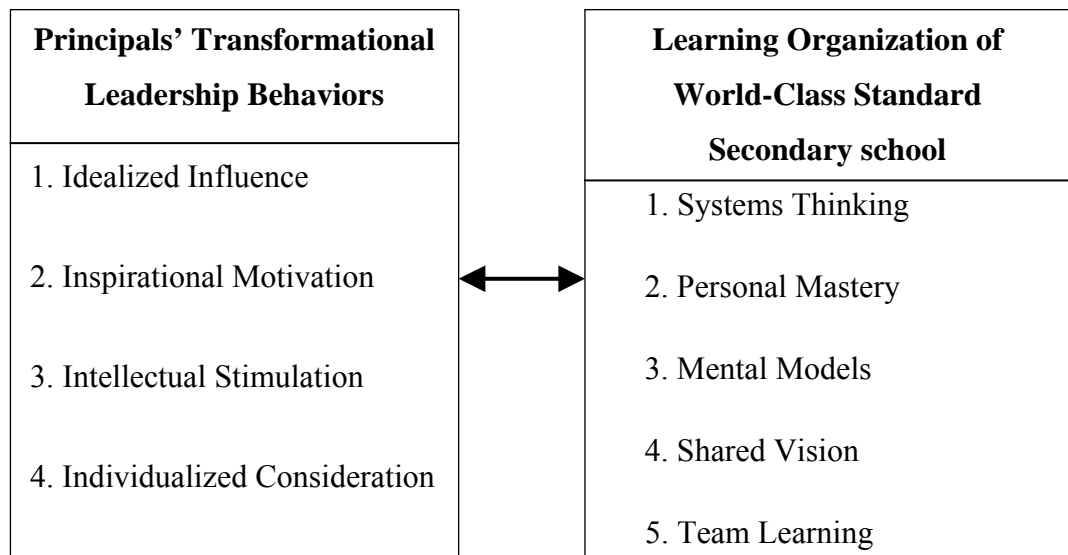 Principals’ Transformational
Leadership Behaviors
1. Idealized Influence
2. Inspirational Motivation
3. Intellectual Stimulation
4. Individualized Consideration
Learning Organization of
World-Class Standard
Secondary school
1. Systems Thinking
2. Personal Mastery
3. Mental Models
4. Shared Vision
5. Team Learning